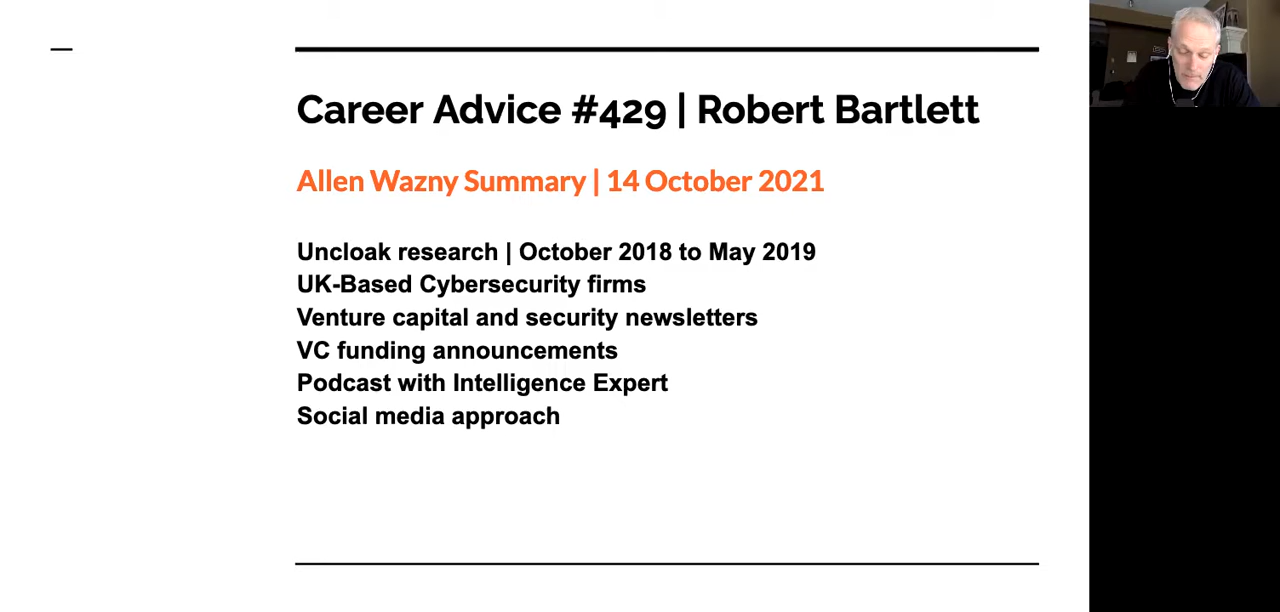 Career Advice #429 | Robert Bartlett
Allen Wazny Summary | 14 October 2021
Uncloak research | October 2018 to May 2019
UK-Based Cybersecurity firms
Venture capital and security newsletters
VC funding announcements
Podcast with Intelligence Expert
Social media approach